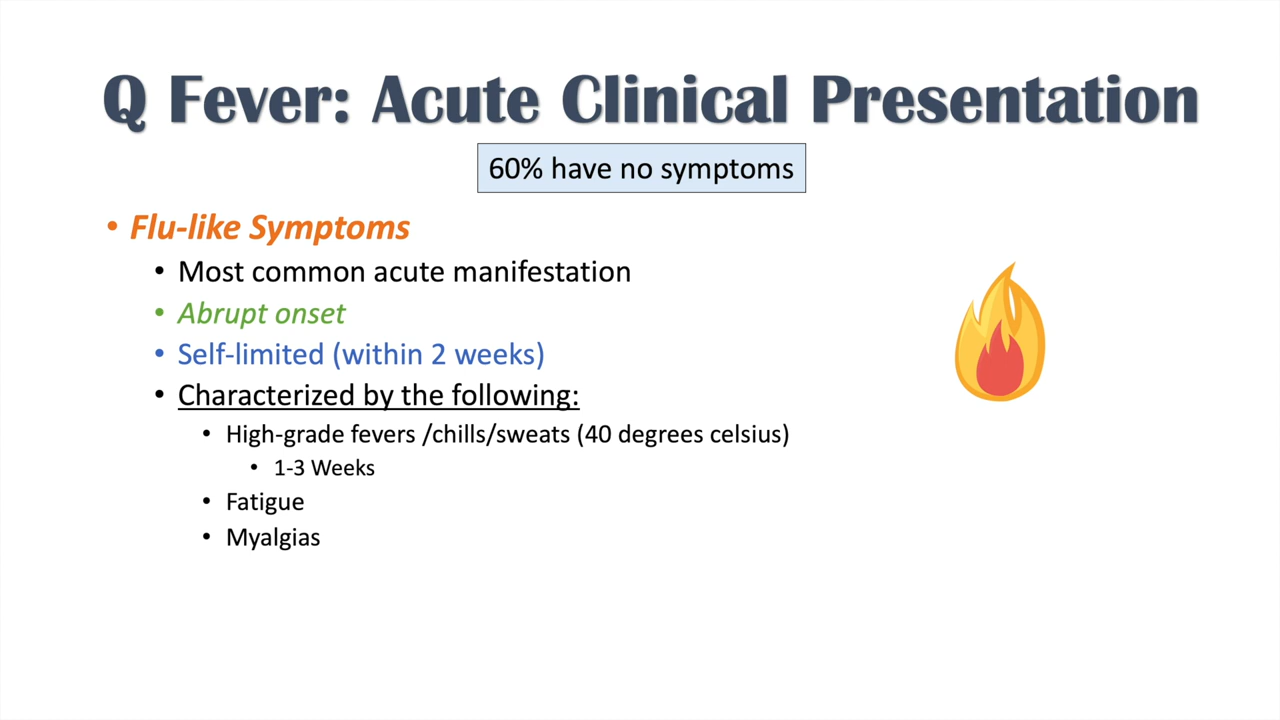 Q Fever: Acute Clinical Presentation
60% have no symptoms
• Flu-like Symptoms
• Most common acute manifestation
• Abrupt onset
• Self-limited (within 2 weeks)
• Characterized by the following:
• High-grade fevers /chills/sweats (40 degrees celsius)
• 1-3 Weeks
• Fatigue
• Myalgias